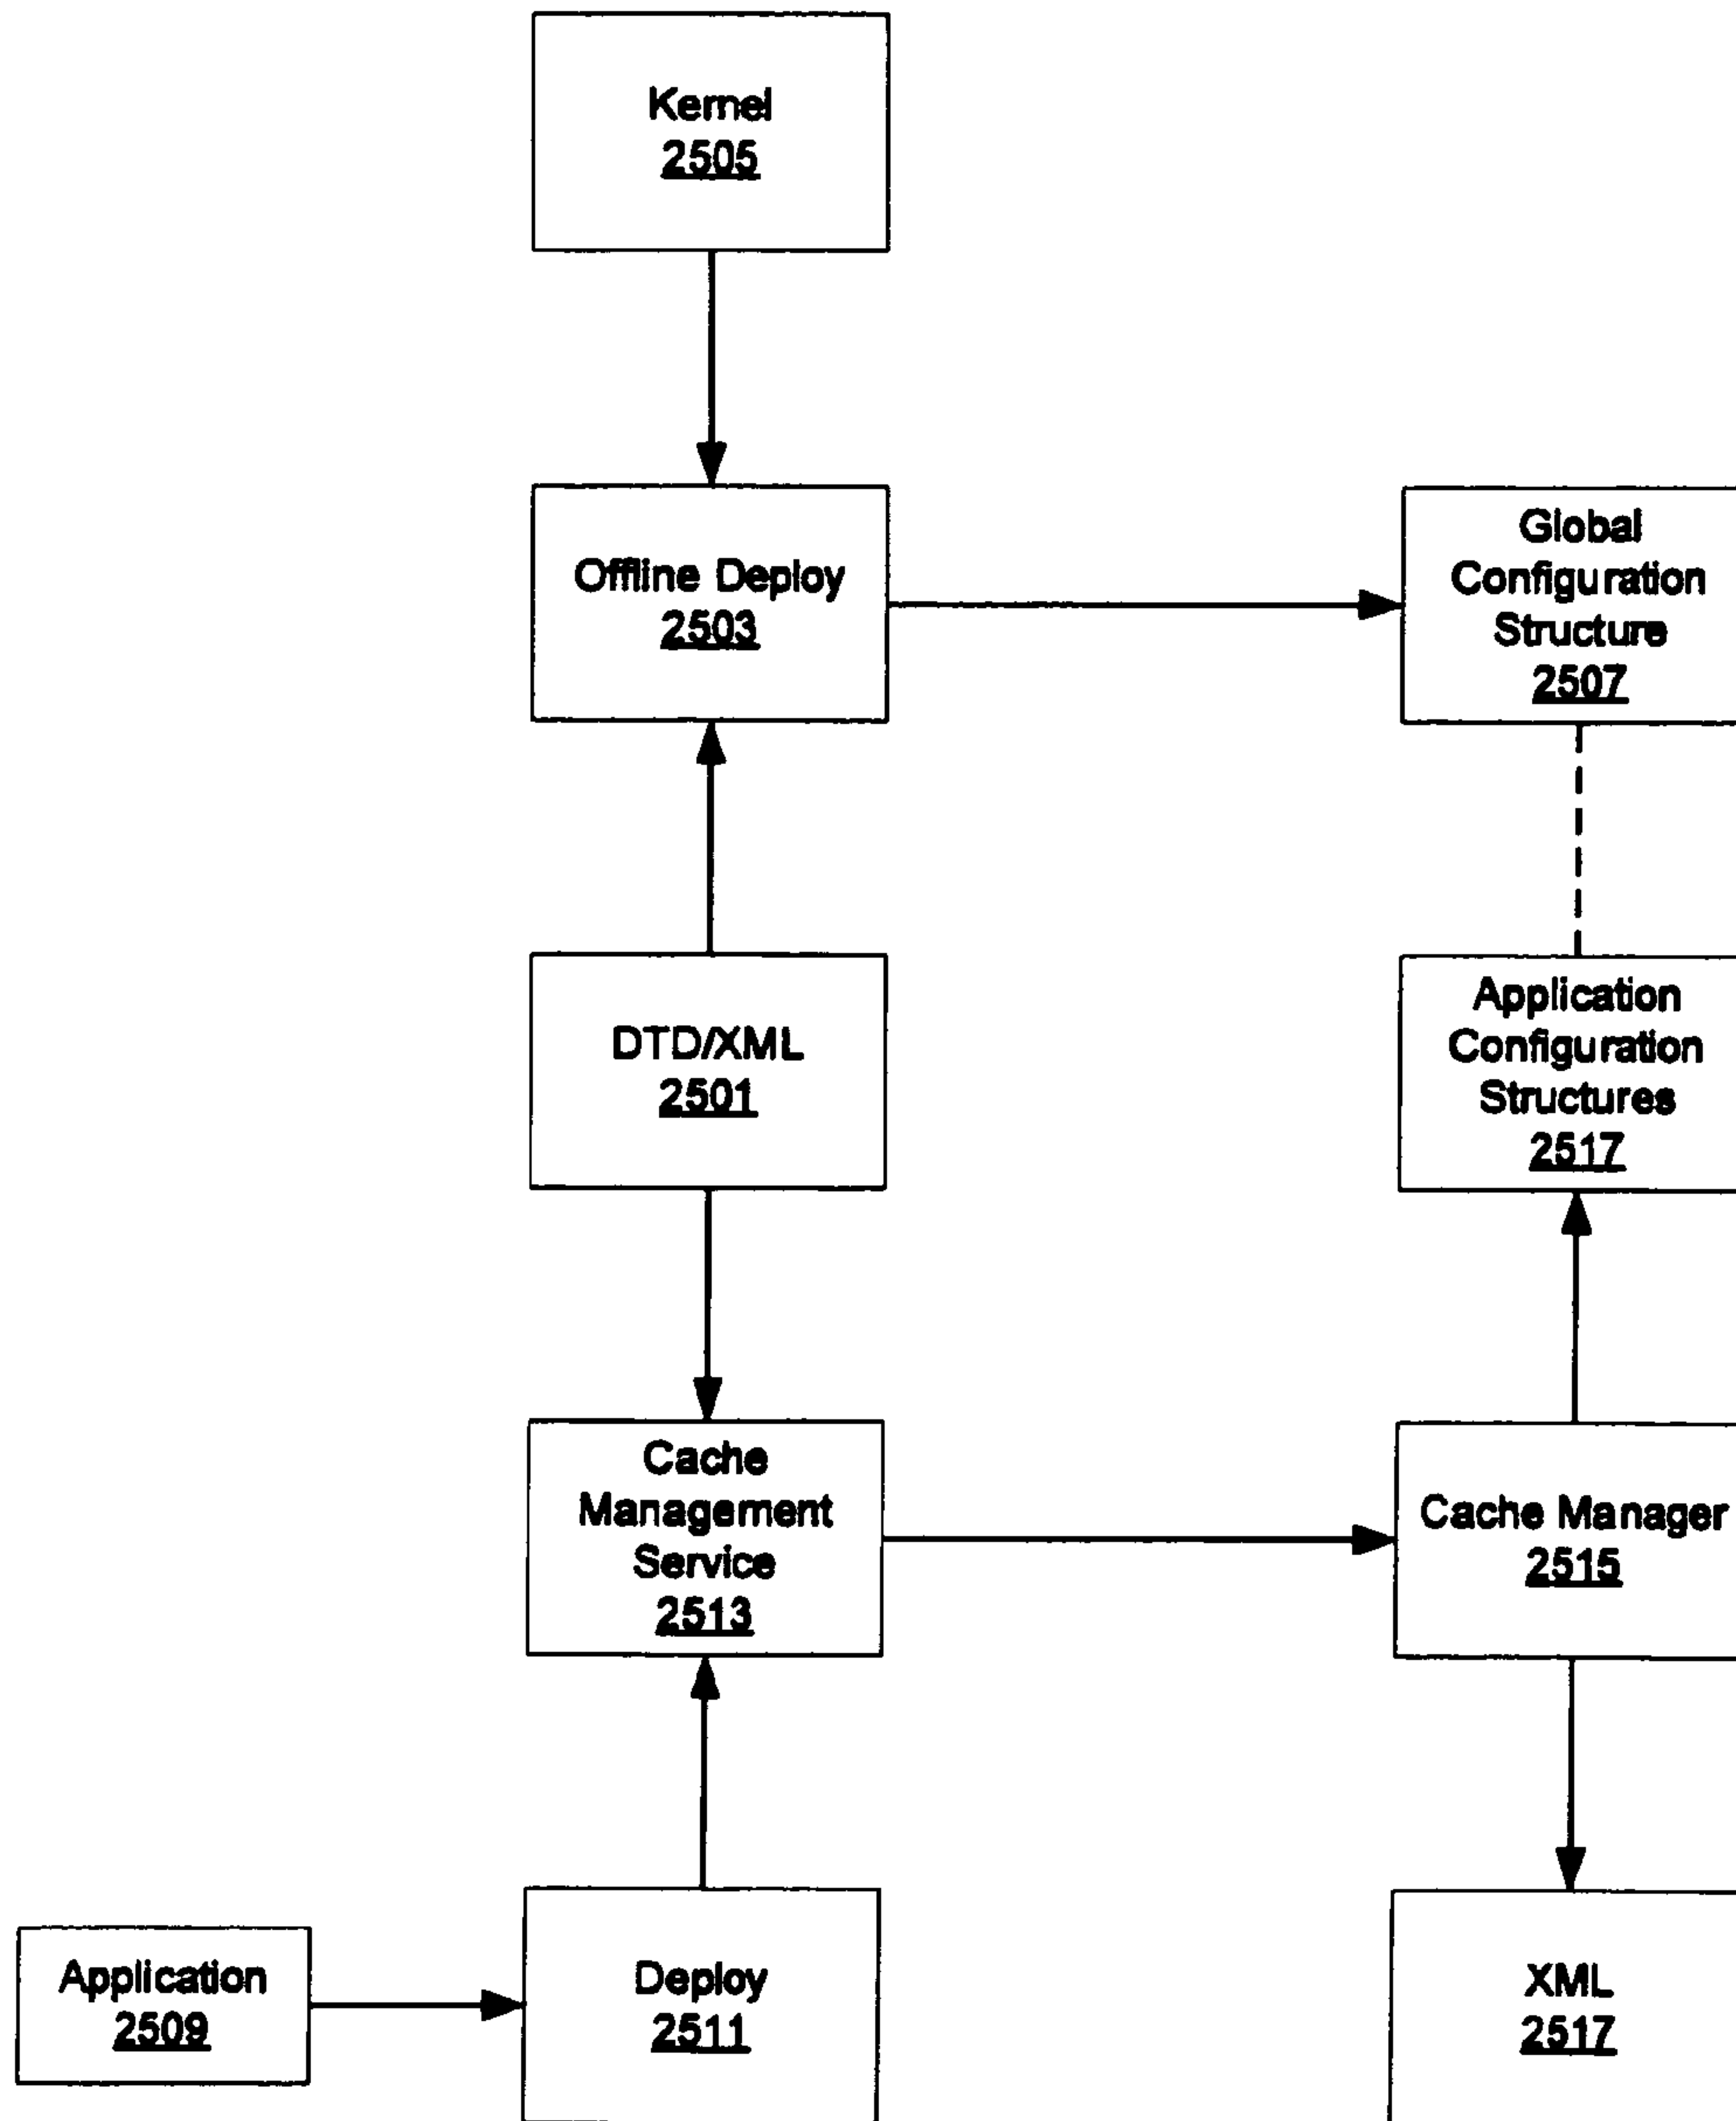 Kernel
2505
Offline Deploy
2503
Global
Configuration
Structure
2507
DTD/XML
2501
Application
Configuration
Structures
2517
Cache
Management
Service
2513
Cache Manager
2515
Application
2509
Deploy
2511
XML
2517